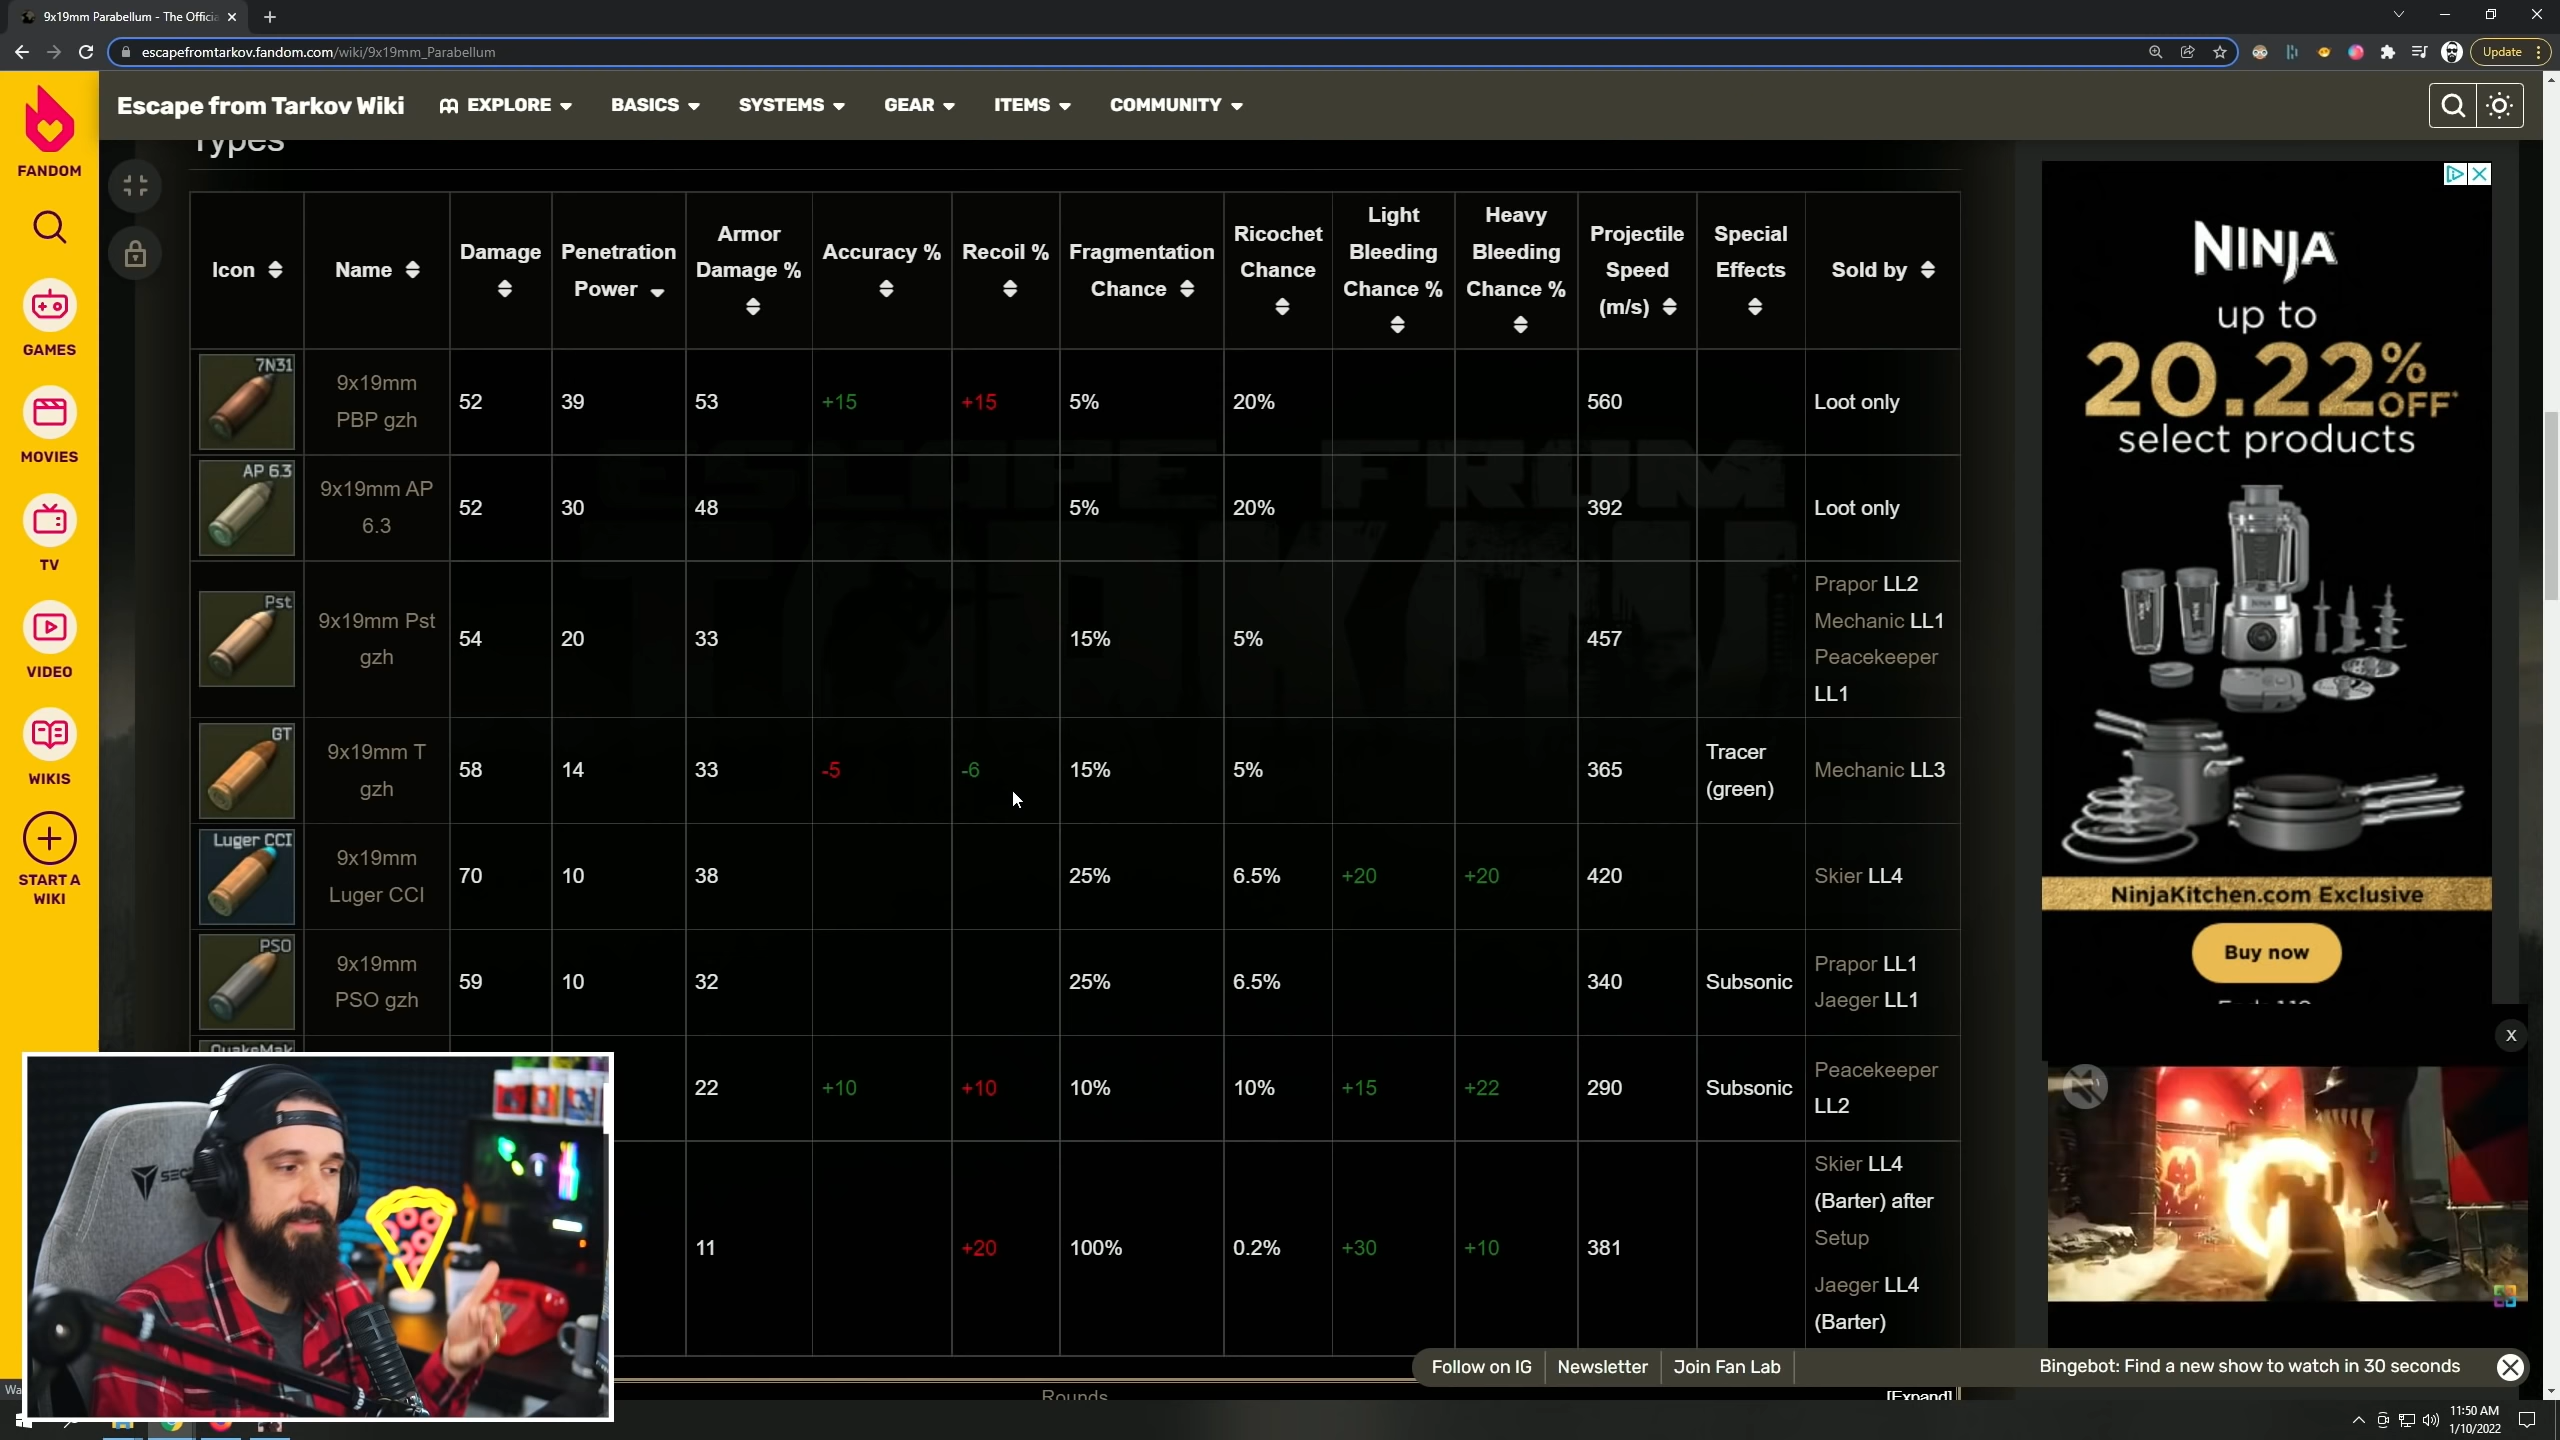 9x19mm Parabellum - The Officia
escapefromtarkov.fandom.com/wiki/9x19mm_Parabellum
Update
Escape from Tarkov Wiki
EXPLORE
BASICS
SYSTEMS
GEAR
ITEMS
COMMUNITY
FANDOM
GAMES
MOVIES
TV
VIDEO
WIKIS
START A
WIKI
Types
Icon
Name
Damage
Penetration
Power
Armor
Damage %
Accuracy %
Recoil %
Fragmentation
Chance
Ricochet
Chance
Light
Bleeding
Chance %
Heavy
Bleeding
Chance %
Projectile
Speed
(m/s)
Special
Effects
Sold by
7N31
9x19mm
PBP gzh
52
39
53
+15
+15
5%
20%
560
Loot only
AP 6.3
9x19mm AP
6.3
52
30
48
5%
20%
392
Loot only
Pst
9x19mm Pst
gzh
54
20
33
15%
5%
457
Prapor LL2
Mechanic LL1
Peacekeeper
LL1
GT
9x19mm T
gzh
58
14
33
-5
-6
15%
5%
365
Tracer
(green)
Mechanic LL3
Luger CCI
9x19mm
Luger CCI
70
10
38
25%
6.5%
+20
+20
420
Skier LL4
PSO
9x19mm
PSO gzh
59
10
32
25%
6.5%
340
Subsonic
Prapor LL1
Jaeger LL1
QuakeMak
22
+10
+10
10%
10%
+15
+22
290
Subsonic
Peacekeeper
LL2
11
+20
100%
0.2%
+30
+10
381
Skier LL4
(Barter) after
Setup
Jaeger LL4
(Barter)
Rounds
[Expand]
ESCAPE FROM
TARKOV
NINJA
up to
20.22%
OFF*
select products
NinjaKitchen.com Exclusive
Buy now
X
Follow on IG
Newsletter
Join Fan Lab
Bingebot: Find a new show to watch in 30 seconds
Wa
11:50 AM
1/10/2022